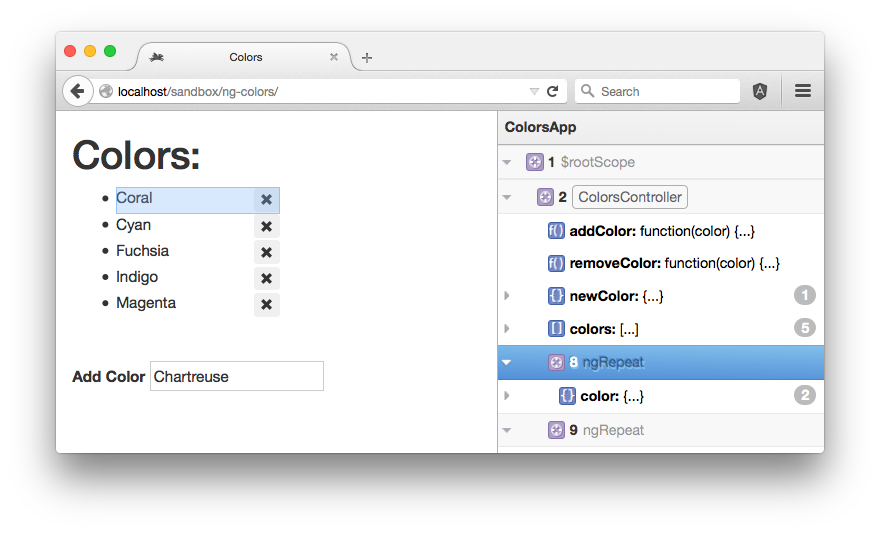 Colors
localhost/sandbox/ng-colors/
Search
Colors:
Coral
Cyan
Fuchsia
Indigo
Magenta
Add Color Chartreuse
ColorsApp
1 $rootScope
2 ColorsController
f() addColor: function(color) {...}
f() removeColor: function(color) {...}
{} newColor: {...} 1
[] colors: [...] 5
8 ngRepeat
{} color: {...} 2
9 ngRepeat